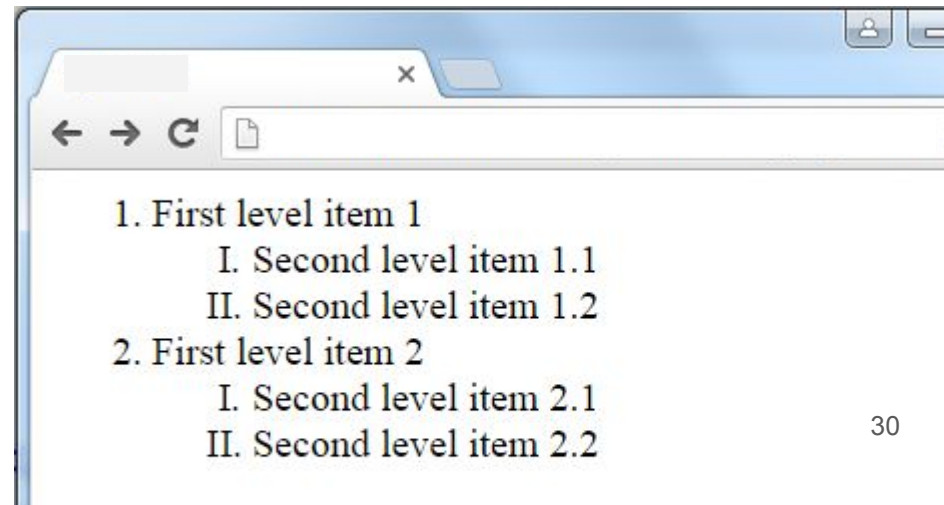 1. First level item 1
I. Second level item 1.1
II. Second level item 1.2
2. First level item 2
I. Second level item 2.1
II. Second level item 2.2
30